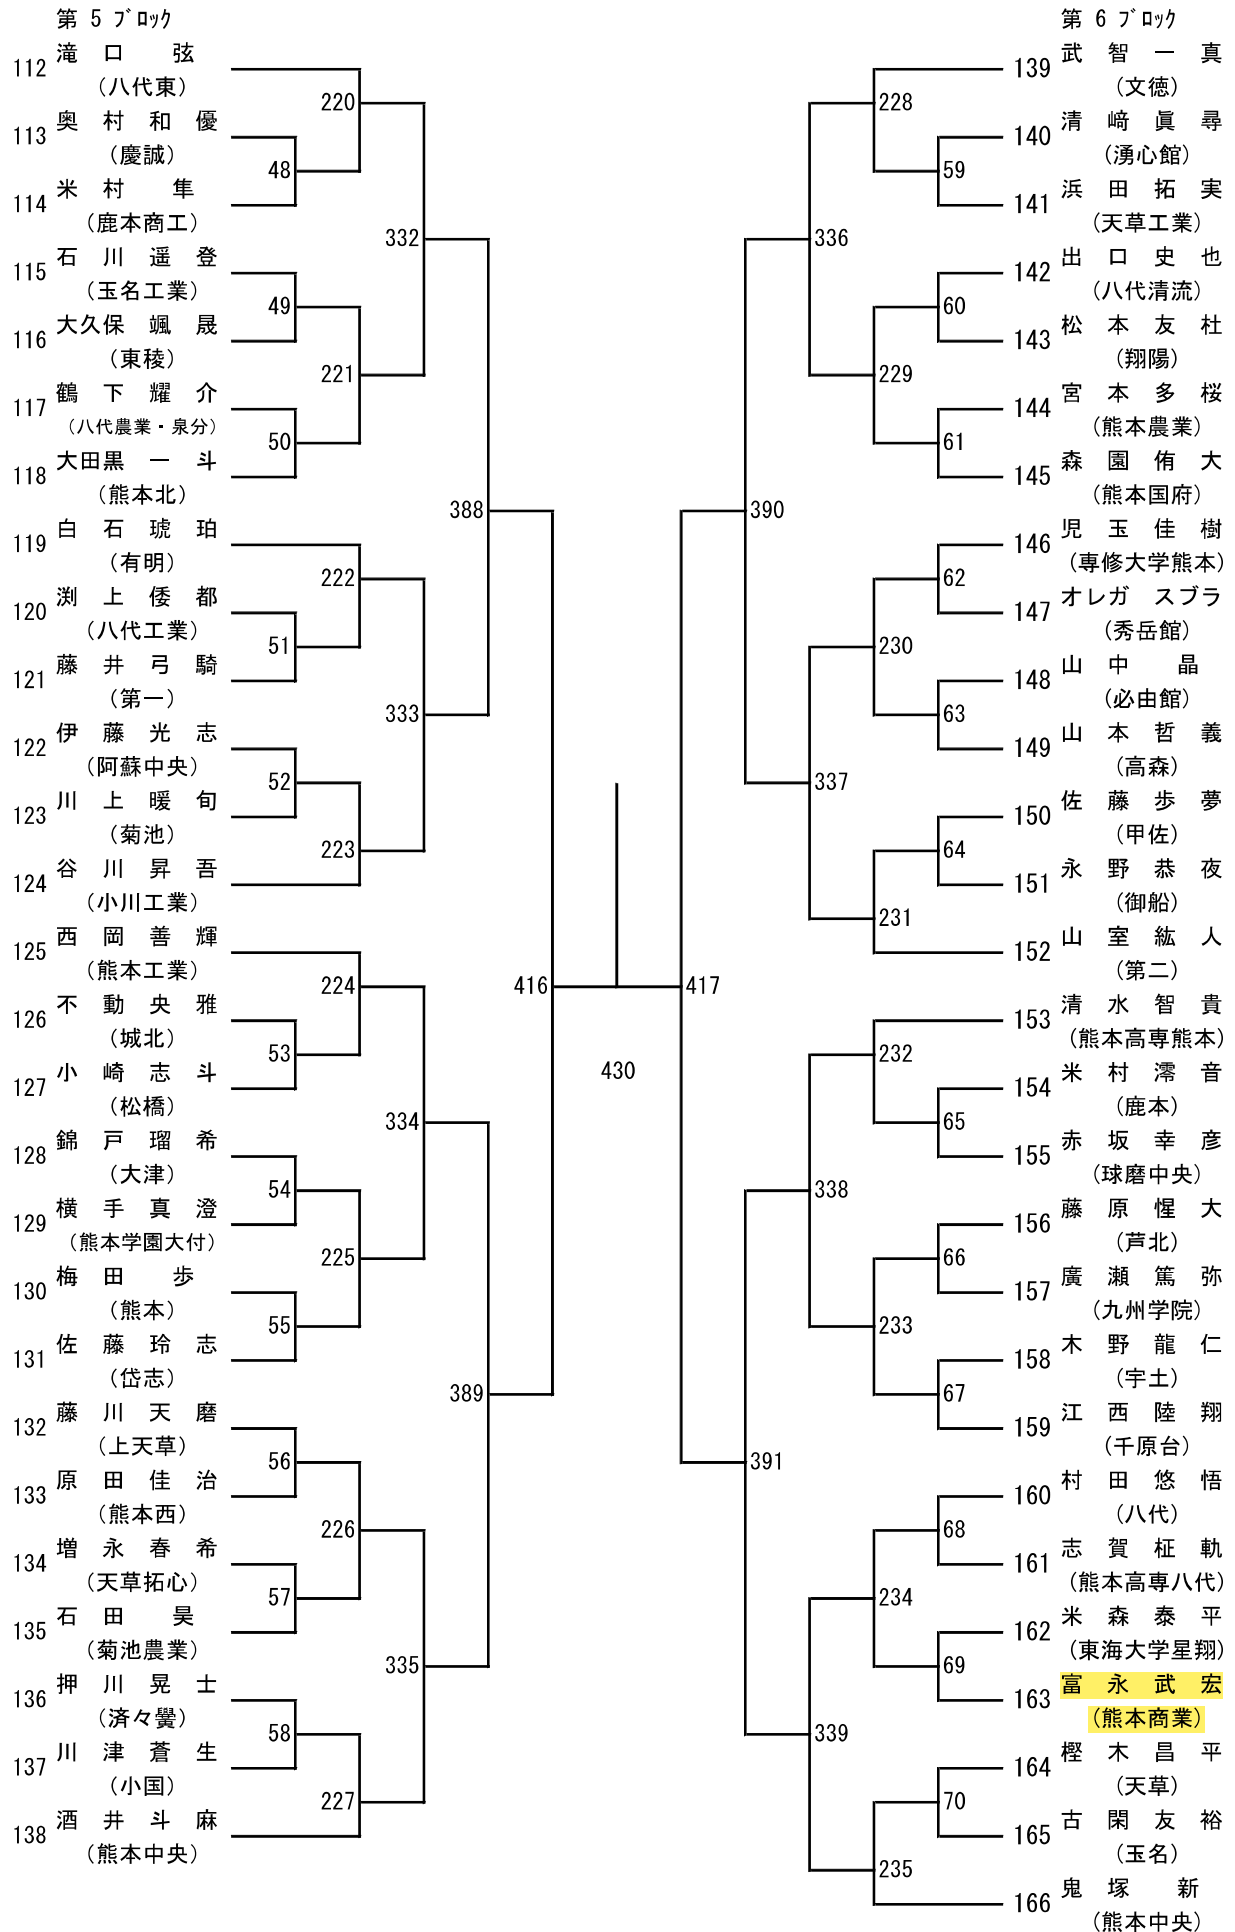 第 5 ブロック
112 滝口 弦
(八代東)
220
113 奥村和優
(慶誠)
48
114 米村 隼
(鹿本商工)
332
115 石川遥登
(玉名工業)
49
116 大久保 颯晟
(東稜)
221
117 鶴下耀介
(八代農業・泉分)
50
118 大田黒 一斗
(熊本北)
388
119 白石琥珀
(有明)
222
120 渕上倭都
(八代工業)
51
121 藤井弓騎
(第一)
333
122 伊藤光志
(阿蘇中央)
52
123 川上暖旬
(菊池)
223
124 谷川昇吾
(小川工業)
125 西岡善輝
(熊本工業)
224
416
126 不動央雅
(城北)
53
127 小崎志斗
(松橋)
334
128 錦戸瑠希
(大津)
54
129 横手真澄
(熊本学園大付)
225
130 梅田 歩
(熊本)
55
131 佐藤玲志
(岱志)
389
132 藤川天磨
(上天草)
56
133 原田佳治
(熊本西)
226
134 増永春希
(天草拓心)
57
135 石田 昊
(菊池農業)
335
136 押川晃士
(済々黌)
58
137 川津蒼生
(小国)
227
138 酒井斗麻
(熊本中央)
430
第 6 ブロック
139 武智一真
(文徳)
228
140 清﨑眞尋
(湧心館)
59
141 浜田拓実
(天草工業)
336
142 出口史也
(八代清流)
60
143 松本友杜
(翔陽)
229
144 宮本多桜
(熊本農業)
61
145 森園侑大
(熊本国府)
390
146 児玉佳樹
(専修大学熊本)
62
147 オレガ スブラ
(秀岳館)
230
148 山中 晶
(必由館)
63
149 山本哲義
(高森)
337
150 佐藤歩夢
(甲佐)
64
151 永野恭夜
(御船)
231
152 山室紘人
(第二)
417
153 清水智貴
(熊本高専熊本)
232
154 米村澪音
(鹿本)
65
155 赤坂幸彦
(球磨中央)
338
156 藤原惺大
(芦北)
66
157 廣瀬篤弥
(九州学院)
233
158 木野龍仁
(宇土)
67
159 江西陸翔
(千原台)
391
160 村田悠悟
(八代)
68
161 志賀柾軌
(熊本高専八代)
234
162 米森泰平
(東海大学星翔)
69
163 富永武宏
(熊本商業)
339
164 樫木昌平
(天草)
70
165 古閑友裕
(玉名)
235
166 鬼塚 新
(熊本中央)